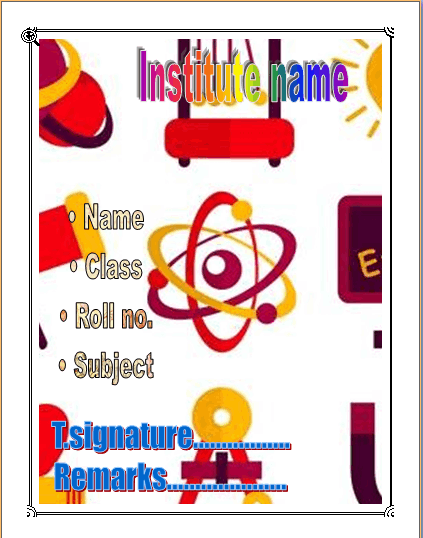 Institute name
• Name
• Class
• Roll no.
• Subject
E
T.signature.................
Remarks.....................